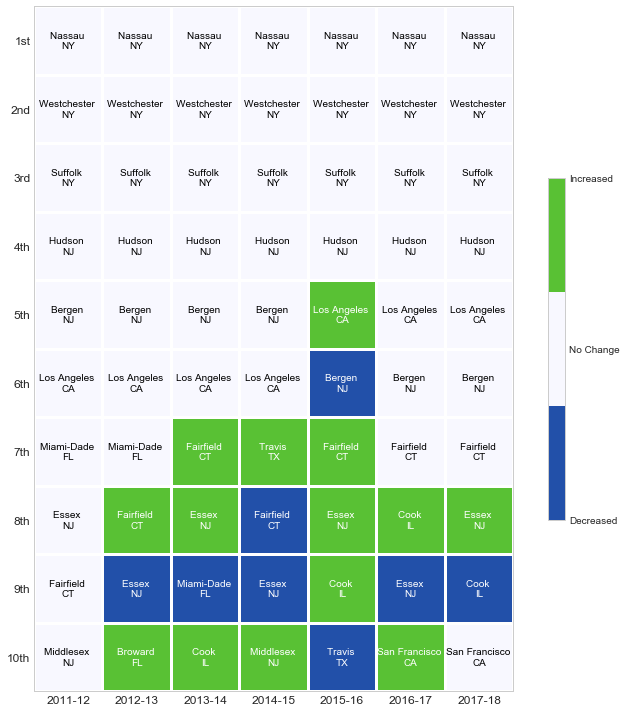 1st
Nassau Nassau Nassau Nassau Nassau Nassau Nassau
NY NY NY NY NY NY NY
2nd
Westchester Westchester Westchester Westchester Westchester Westchester Westchester
NY NY NY NY NY NY NY
Increased
3rd
Suffolk Suffolk Suffolk Suffolk Suffolk Suffolk Suffolk
NY NY NY NY NY NY NY
4th
Hudson Hudson Hudson Hudson Hudson Hudson Hudson
NJ NJ NJ NJ NJ NJ NJ
5th
Bergen Bergen Bergen Bergen Los Angeles Los Angeles Los Angeles
NJ NJ NJ NJ CA CA CA
No Change
6th
Los Angeles Los Angeles Los Angeles Los Angeles Bergen Bergen Bergen
CA CA CA CA NJ NJ NJ
7th
Miami-Dade Miami-Dade Fairfield Travis Fairfield Fairfield Fairfield
FL FL CT TX CT CT CT
8th
Essex Fairfield Essex Fairfield Essex Cook Essex
NJ CT NJ CT NJ IL NJ
Decreased
9th
Fairfield Essex Miami-Dade Essex Cook Essex Cook
CT NJ FL NJ IL NJ IL
10th
Middlesex Broward Cook Middlesex Travis San Francisco San Francisco
NJ FL IL NJ TX CA CA
2011-12 2012-13 2013-14 2014-15 2015-16 2016-17 2017-18